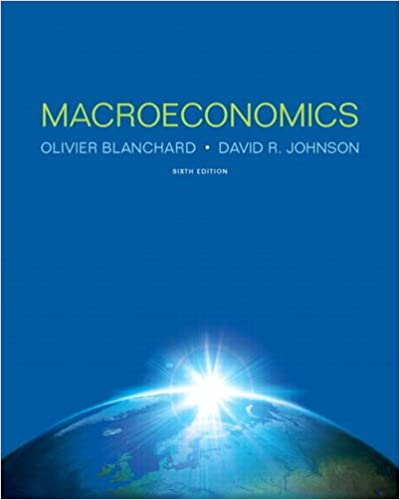 MACROECONOMICS
OLIVIER BLANCHARD • DAVID R. JOHNSON
SIXTH EDITION